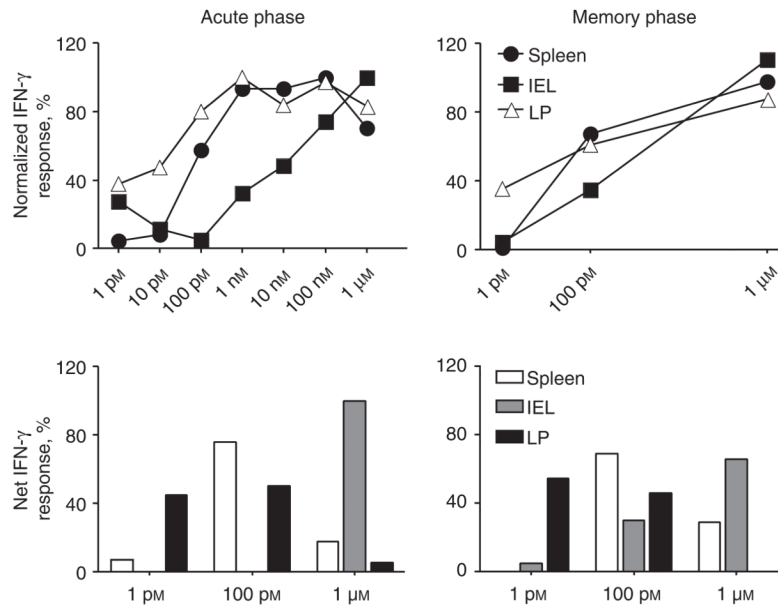 Acute phase
Normalized IFN-γ
response, %
120
80
40
0
1 pM
10 pM
100 pM
1 nM
10 nM
100 nM
1 μM
Memory phase
120
80
40
0
Spleen
IEL
LP
1 pM
100 pM
1 μM
Net IFN-γ
response, %
120
80
40
0
1 pM
100 pM
1 μM
120
80
40
0
Spleen
IEL
LP
1 pM
100 pM
1 μM